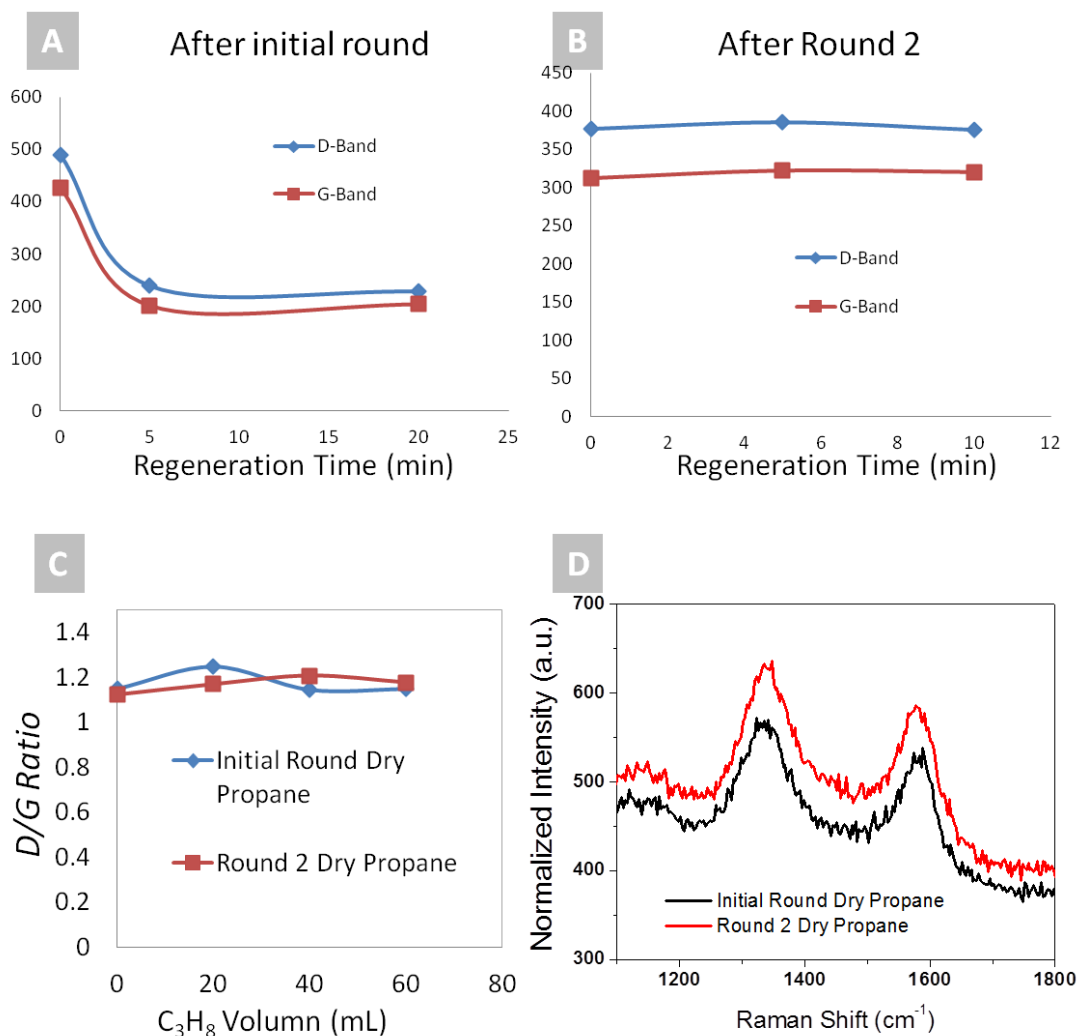 A
After initial round
600
500
400
300
200
100
0
0 5 10 15 20 25
Regeneration Time (min)
D-Band
G-Band
B
After Round 2
450
400
350
300
250
200
150
100
50
0
0 2 4 6 8 10 12
Regeneration Time (min)
D-Band
G-Band
C
D/G Ratio
1.4
1.2
1
0.8
0.6
0.4
0.2
0
0 20 40 60 80
C₃H₈ Volumn (mL)
Initial Round Dry
Propane
Round 2 Dry Propane
D
Normalized Intensity (a.u.)
700
600
500
400
300
1200 1400 1600 1800
Raman Shift (cm⁻¹)
Initial Round Dry Propane
Round 2 Dry Propane